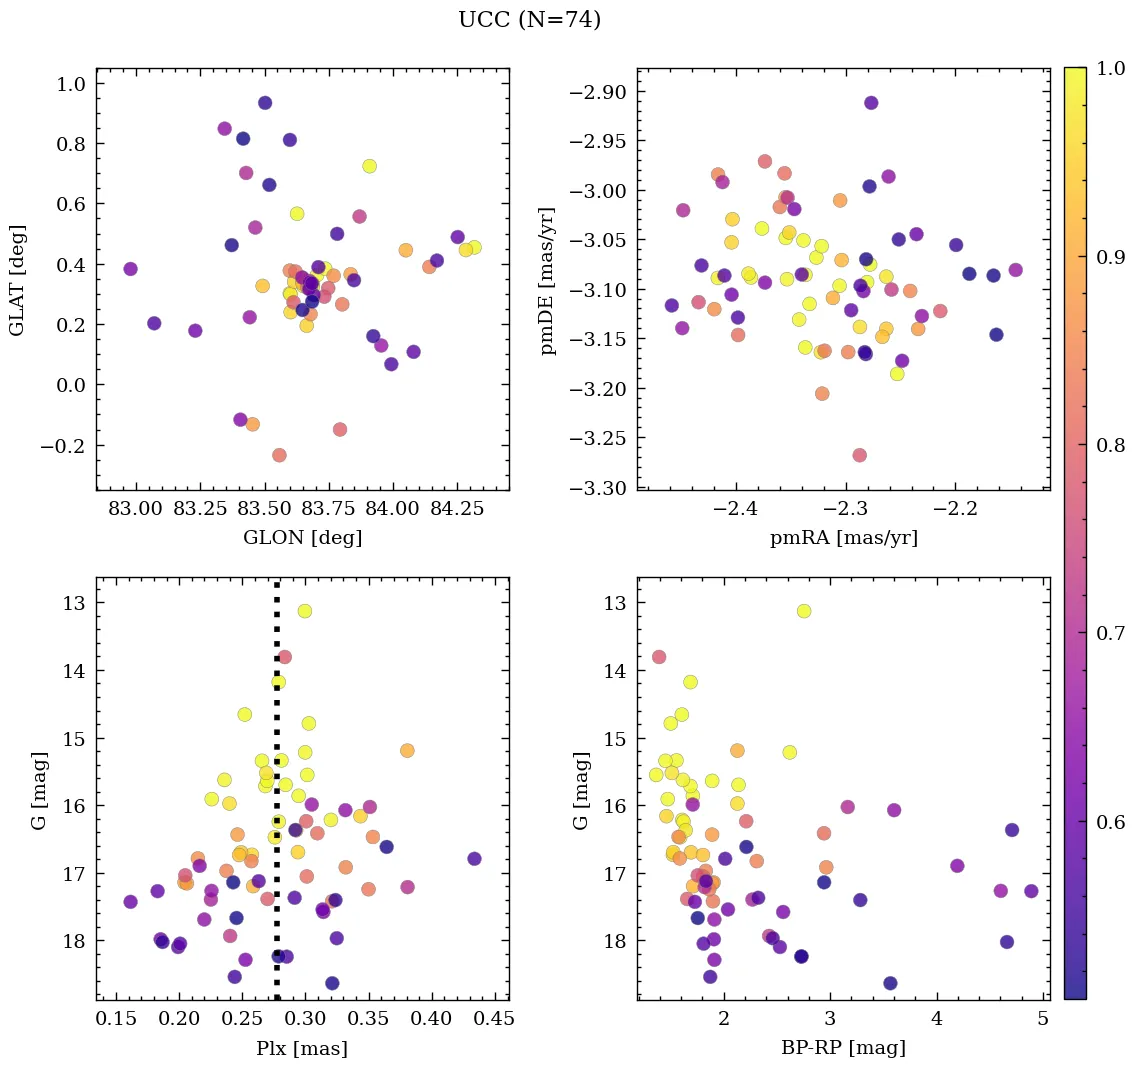 UCC (N=74)
1.0
0.8
0.6
0.4
0.2
0.0
−0.2
GLAT [deg]
83.00 83.25 83.50 83.75 84.00 84.25
GLON [deg]
−2.90
−2.95
−3.00
−3.05
−3.10
−3.15
−3.20
−3.25
−3.30
pmDE [mas/yr]
−2.4 −2.3 −2.2
pmRA [mas/yr]
13
14
15
16
17
18
G [mag]
0.15 0.20 0.25 0.30 0.35 0.40 0.45
Plx [mas]
13
14
15
16
17
18
G [mag]
2 3 4 5
BP-RP [mag]
1.0
0.9
0.8
0.7
0.6